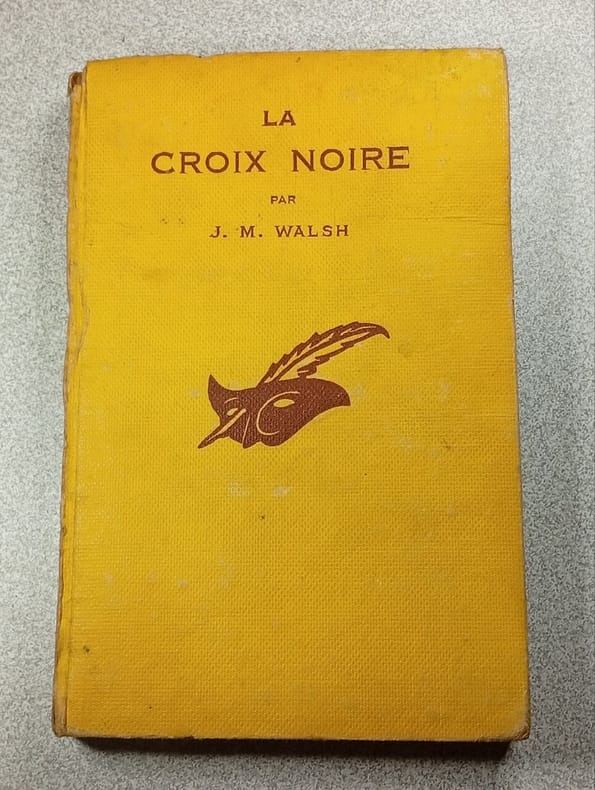 LA
CROIX NOIRE
PAR
J. M. WALSH